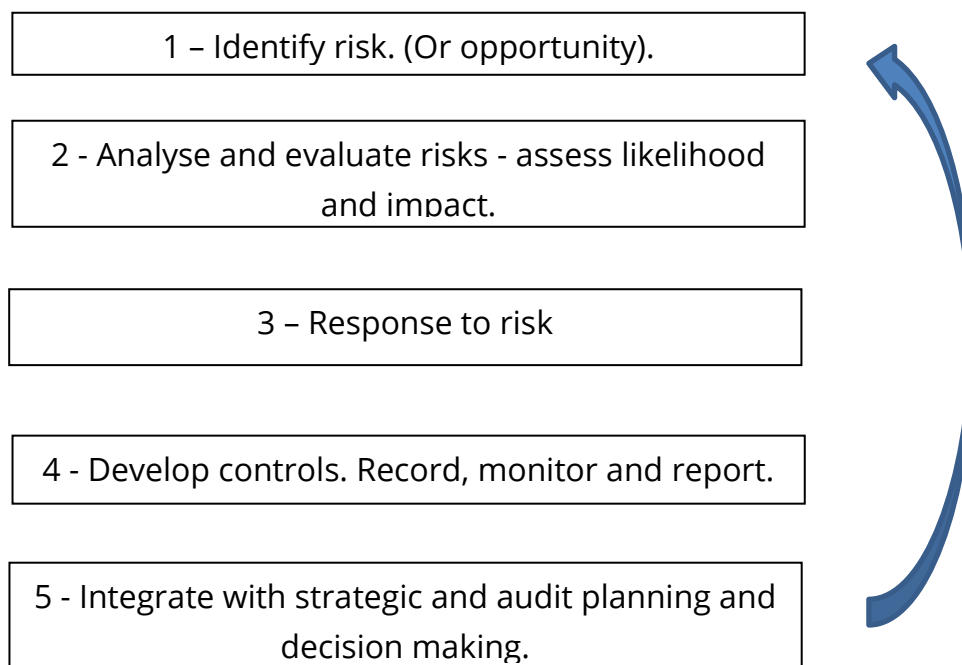 1 – Identify risk. (Or opportunity).
2 - Analyse and evaluate risks - assess likelihood
and impact.
3 – Response to risk
4 - Develop controls. Record, monitor and report.
5 - Integrate with strategic and audit planning and
decision making.